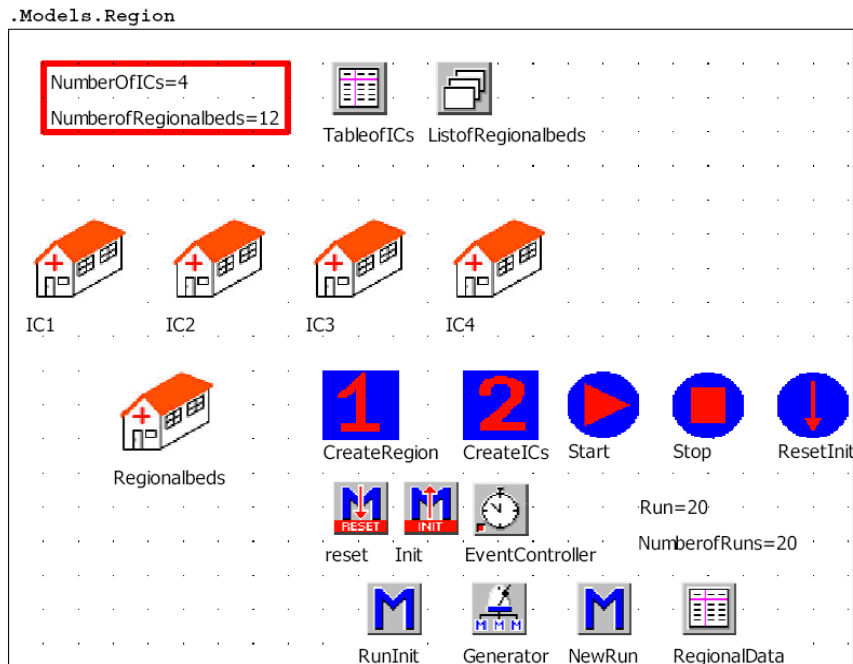 .Models.Region
NumberOfICs=4
NumberofRegionalbeds=12
TableofICs ListofRegionalbeds
IC1 IC2 IC3 IC4
1 2
CreateRegion CreateICs Start Stop ResetInit
Regionalbeds
M M
RESET INIT
Run=20
reset Init EventController
NumberofRuns=20
M M M M M
RunInit Generator NewRun RegionalData